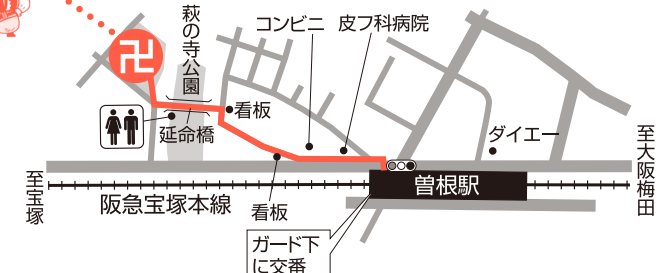 コンビニ
皮フ科病院
萩の寺公園
卍
看板
延命橋
ダイエー
至大阪梅田
至宝塚
曽根駅
阪急宝塚本線
看板
ガード下
に交番